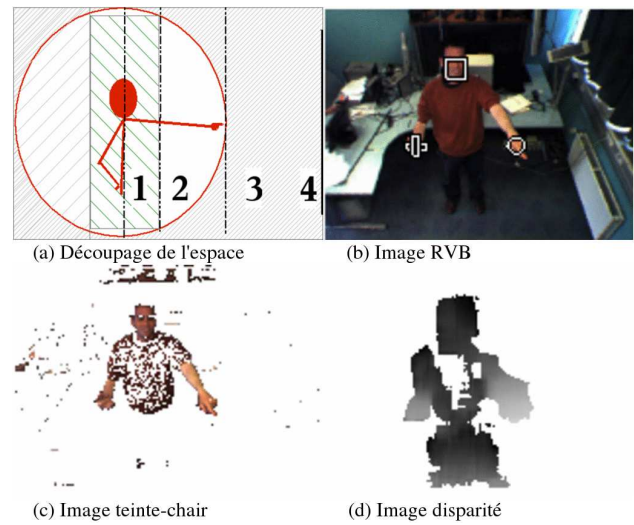 1 2 3 4
(a) Découpage de l'espace
(b) Image RVB
(c) Image teinte-chair
(d) Image disparité